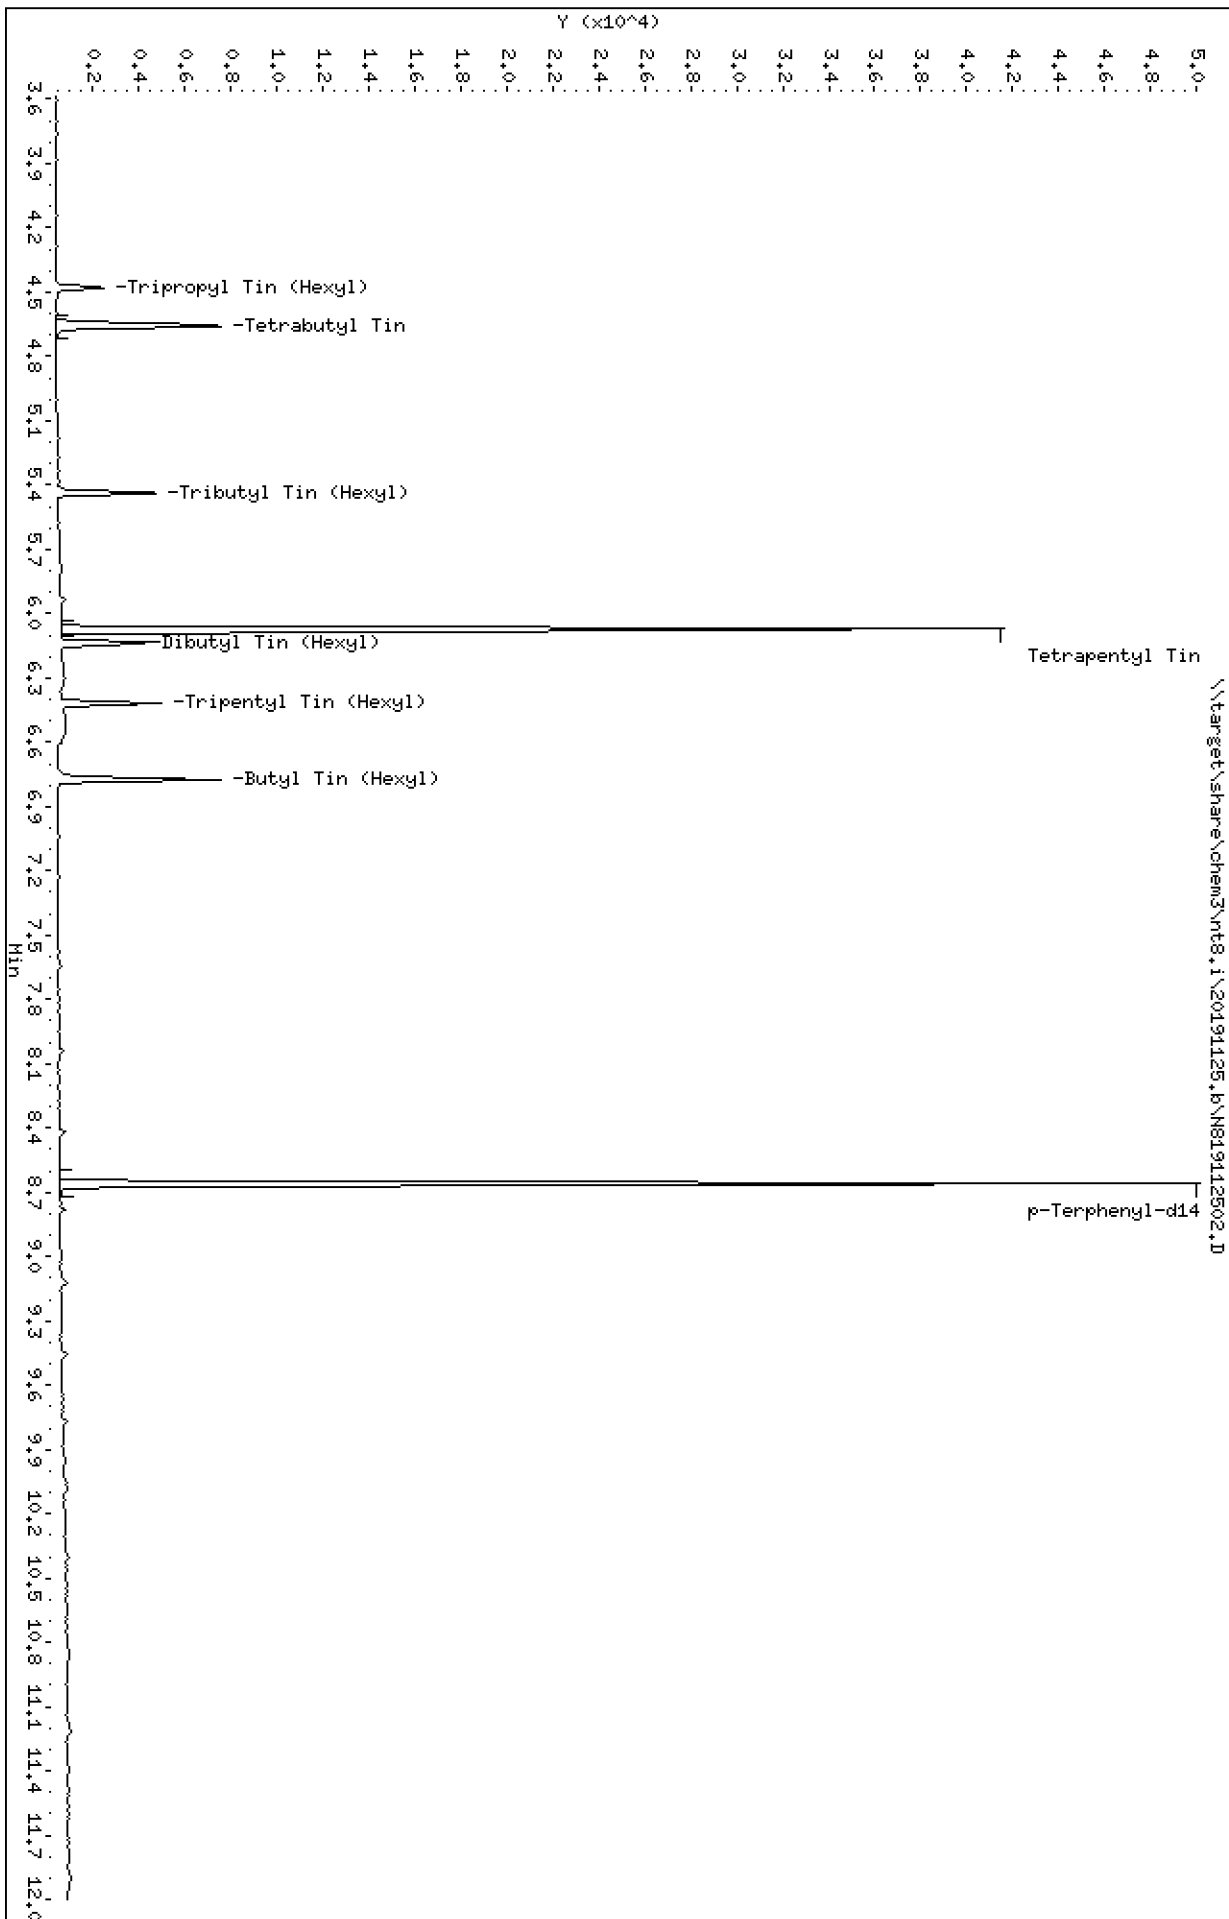 \\target\share\chem3\nt8.i\20191125.b\N819112502.D
Y (x10^4)
5.0
4.8
4.6
4.4
4.2
4.0
3.8
3.6
3.4
3.2
3.0
2.8
2.6
2.4
2.2
2.0
1.8
1.6
1.4
1.2
1.0
0.8
0.6
0.4
0.2
-Tripropyl Tin (Hexyl)
-Tetrabutyl Tin
-Tributyl Tin (Hexyl)
Tetrapentyl Tin
Dibutyl Tin (Hexyl)
-Tripentyl Tin (Hexyl)
-Butyl Tin (Hexyl)
p-Terphenyl-d14
3.6 3.9 4.2 4.5 4.8 5.1 5.4 5.7 6.0 6.3 6.6 6.9 7.2 7.5 7.8 8.1 8.4 8.7 9.0 9.3 9.6 9.9 10.2 10.5 10.8 11.1 11.4 11.7 12.0
Min